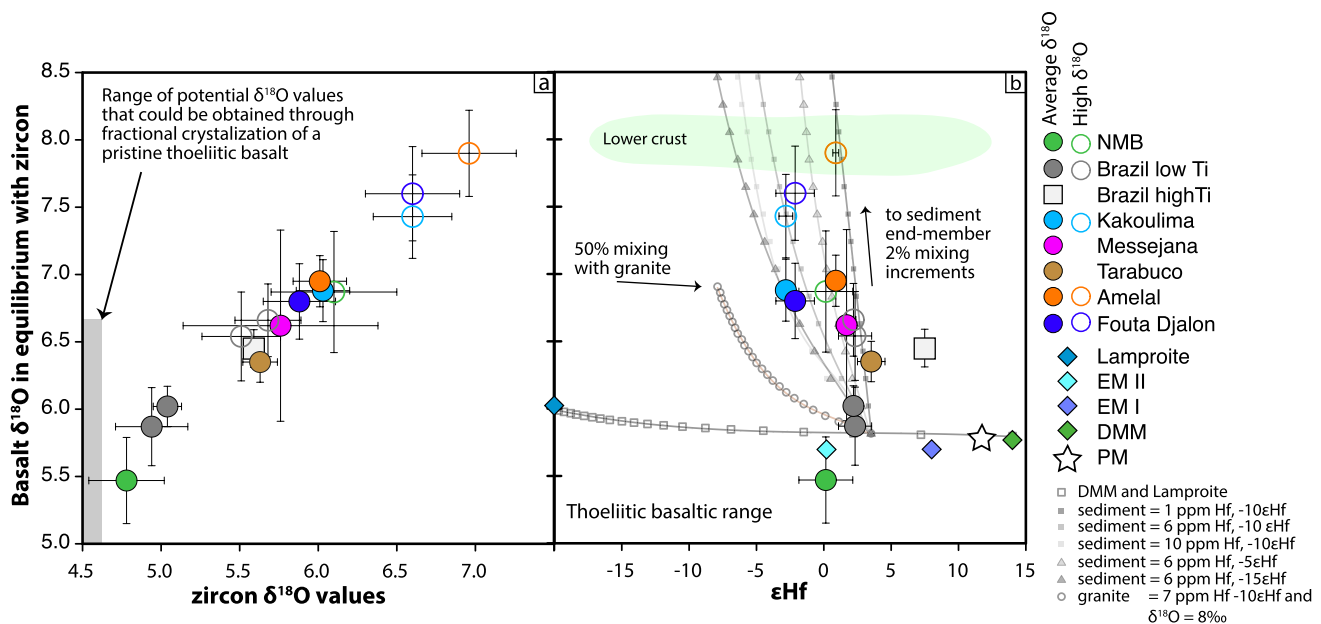 Basalt δ¹⁸O in equilibrium with zircon
8.5
8.0
7.5
7.0
6.5
6.0
5.5
5.0
a
Range of potential δ¹⁸O values
that could be obtained through
fractional crystalization of a
pristine thoeliitic basalt
4.5
5.0
5.5
6.0
6.5
7.0
zircon δ¹⁸O values
b
Lower crust
50% mixing
with granite
to sediment
end-member
2% mixing
increments
Thoeliitic basaltic range
-15
-10
-5
0
5
10
15
εHf
Average δ¹⁸O
High δ¹⁸O
NMB
Brazil low Ti
Brazil highTi
Kakoulima
Messejana
Tarabuco
Amelal
Fouta Djalon
Lamproite
EM II
EM I
DMM
PM
DMM and Lamproite
sediment = 1 ppm Hf, -10εHf
sediment = 6 ppm Hf, -10 εHf
sediment = 10 ppm Hf, -10εHf
sediment = 6 ppm Hf, -5εHf
sediment = 6 ppm Hf, -15εHf
granite = 7 ppm Hf -10εHf and
δ¹⁸O = 8‰